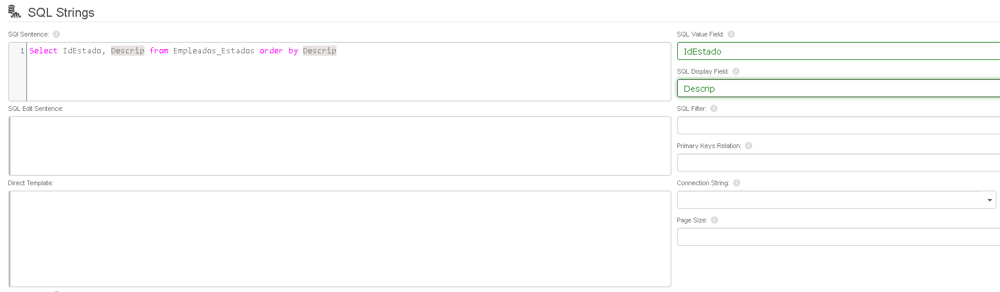 SQL Strings
SQl Sentence:
1 Select IdEstado, Descrip from Empleados_Estados order by Descrip
SQL Edit Sentence:
Direct Template:
SQL Value Field:
IdEstado
SQL Display Field:
Descrip
SQL Filter:
Primary Keys Relation:
Connection String:
Page Size: